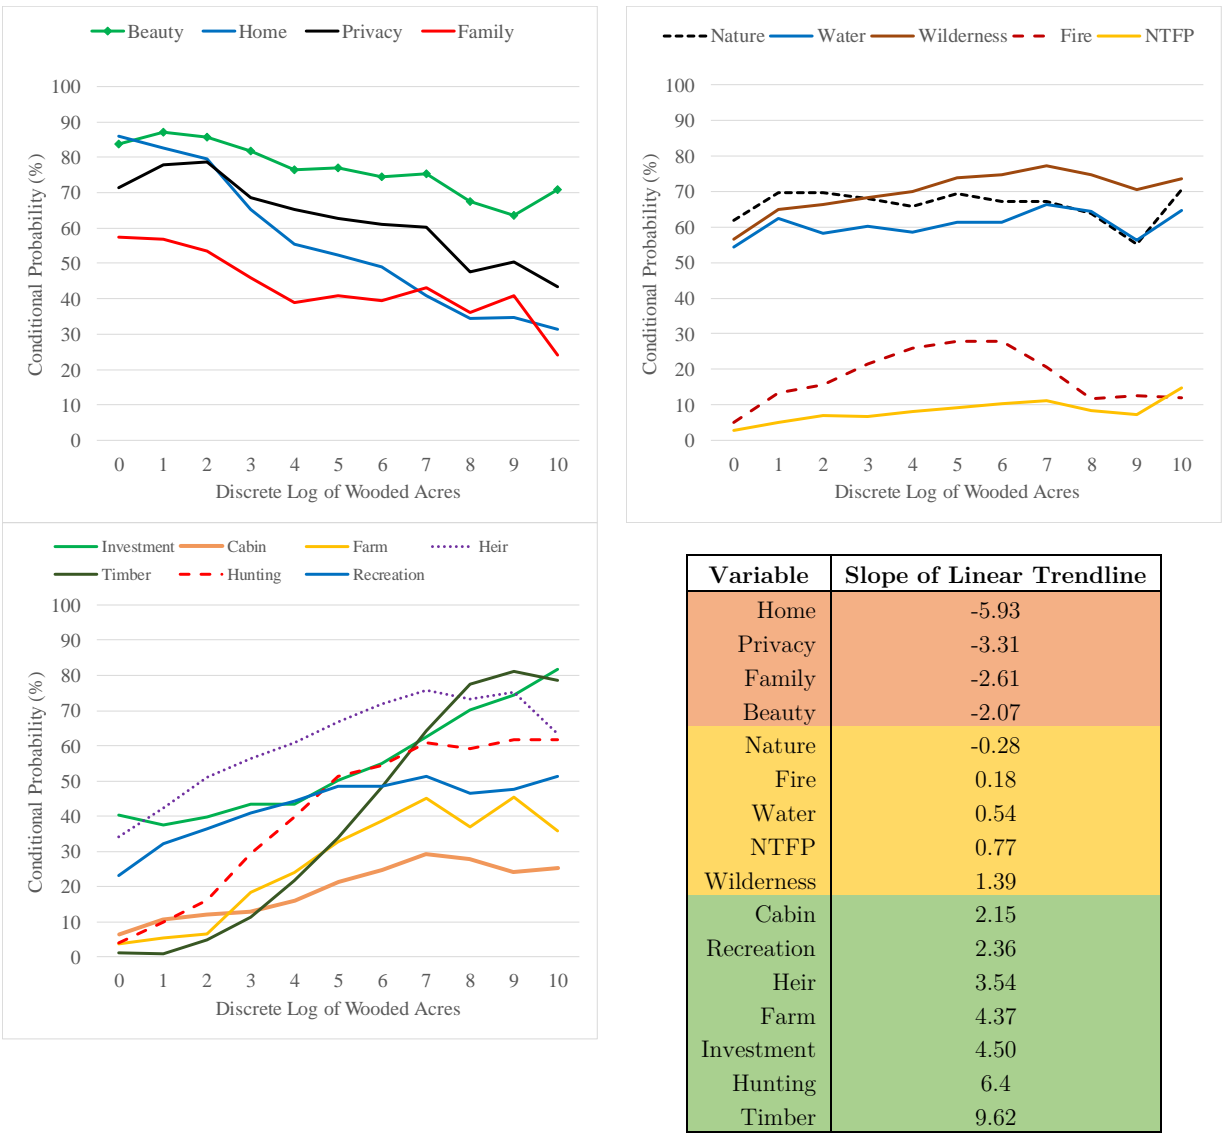 Beauty Home Privacy Family
Conditional Probability (%)
100
90
80
70
60
50
40
30
20
10
0
0 1 2 3 4 5 6 7 8 9 10
Discrete Log of Wooded Acres
Nature Water Wilderness Fire NTFP
Conditional Probability (%)
100
90
80
70
60
50
40
30
20
10
0
0 1 2 3 4 5 6 7 8 9 10
Discrete Log of Wooded Acres
Investment Cabin Farm Heir
Timber Hunting Recreation
Conditional Probability (%)
100
90
80
70
60
50
40
30
20
10
0
0 1 2 3 4 5 6 7 8 9 10
Discrete Log of Wooded Acres
Variable Slope of Linear Trendline
Home -5.93
Privacy -3.31
Family -2.61
Beauty -2.07
Nature -0.28
Fire 0.18
Water 0.54
NTFP 0.77
Wilderness 1.39
Cabin 2.15
Recreation 2.36
Heir 3.54
Farm 4.37
Investment 4.50
Hunting 6.4
Timber 9.62